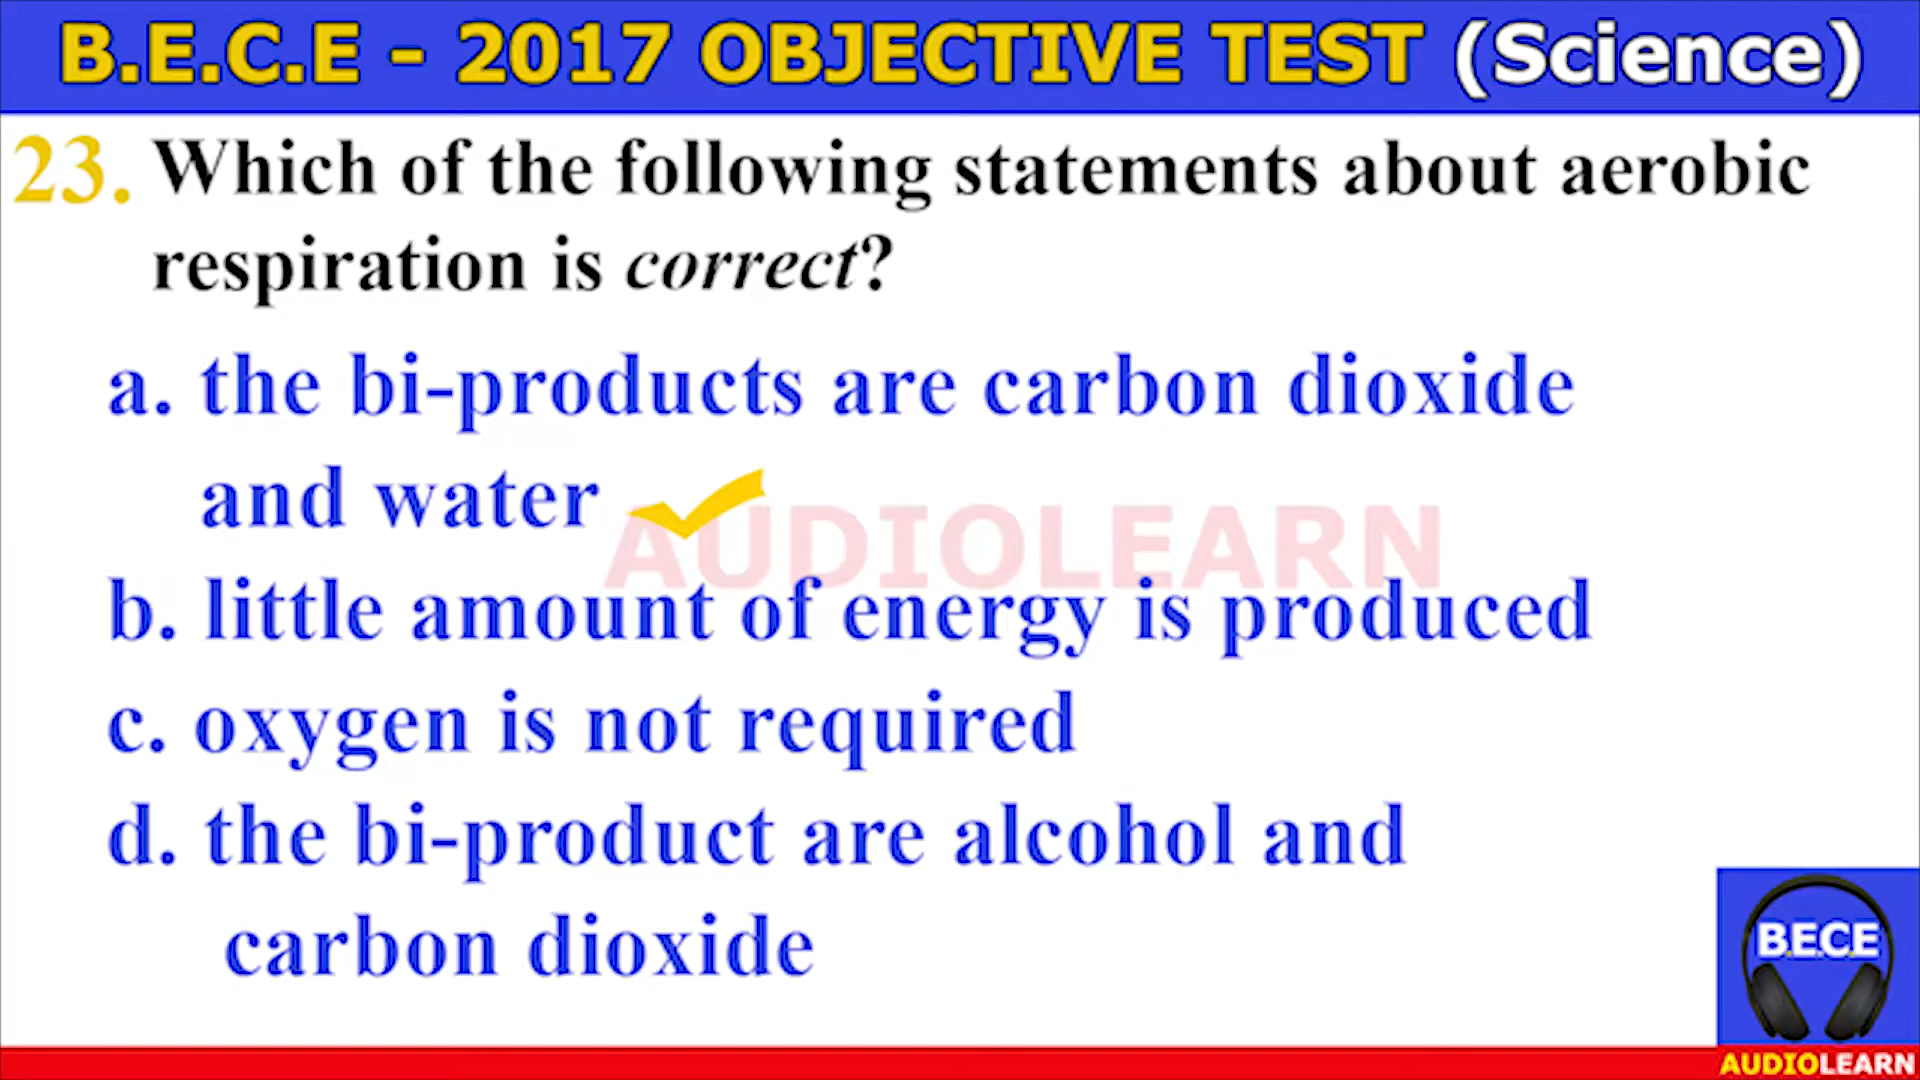 B.E.C.E - 2017 OBJECTIVE TEST (Science)
23. Which of the following statements about aerobic
respiration is correct?
a. the bi-products are carbon dioxide
and water
AUDIOLEARN
b. little amount of energy is produced
c. oxygen is not required
d. the bi-product are alcohol and
carbon dioxide
B.E.C.E
AUDIOLEARN